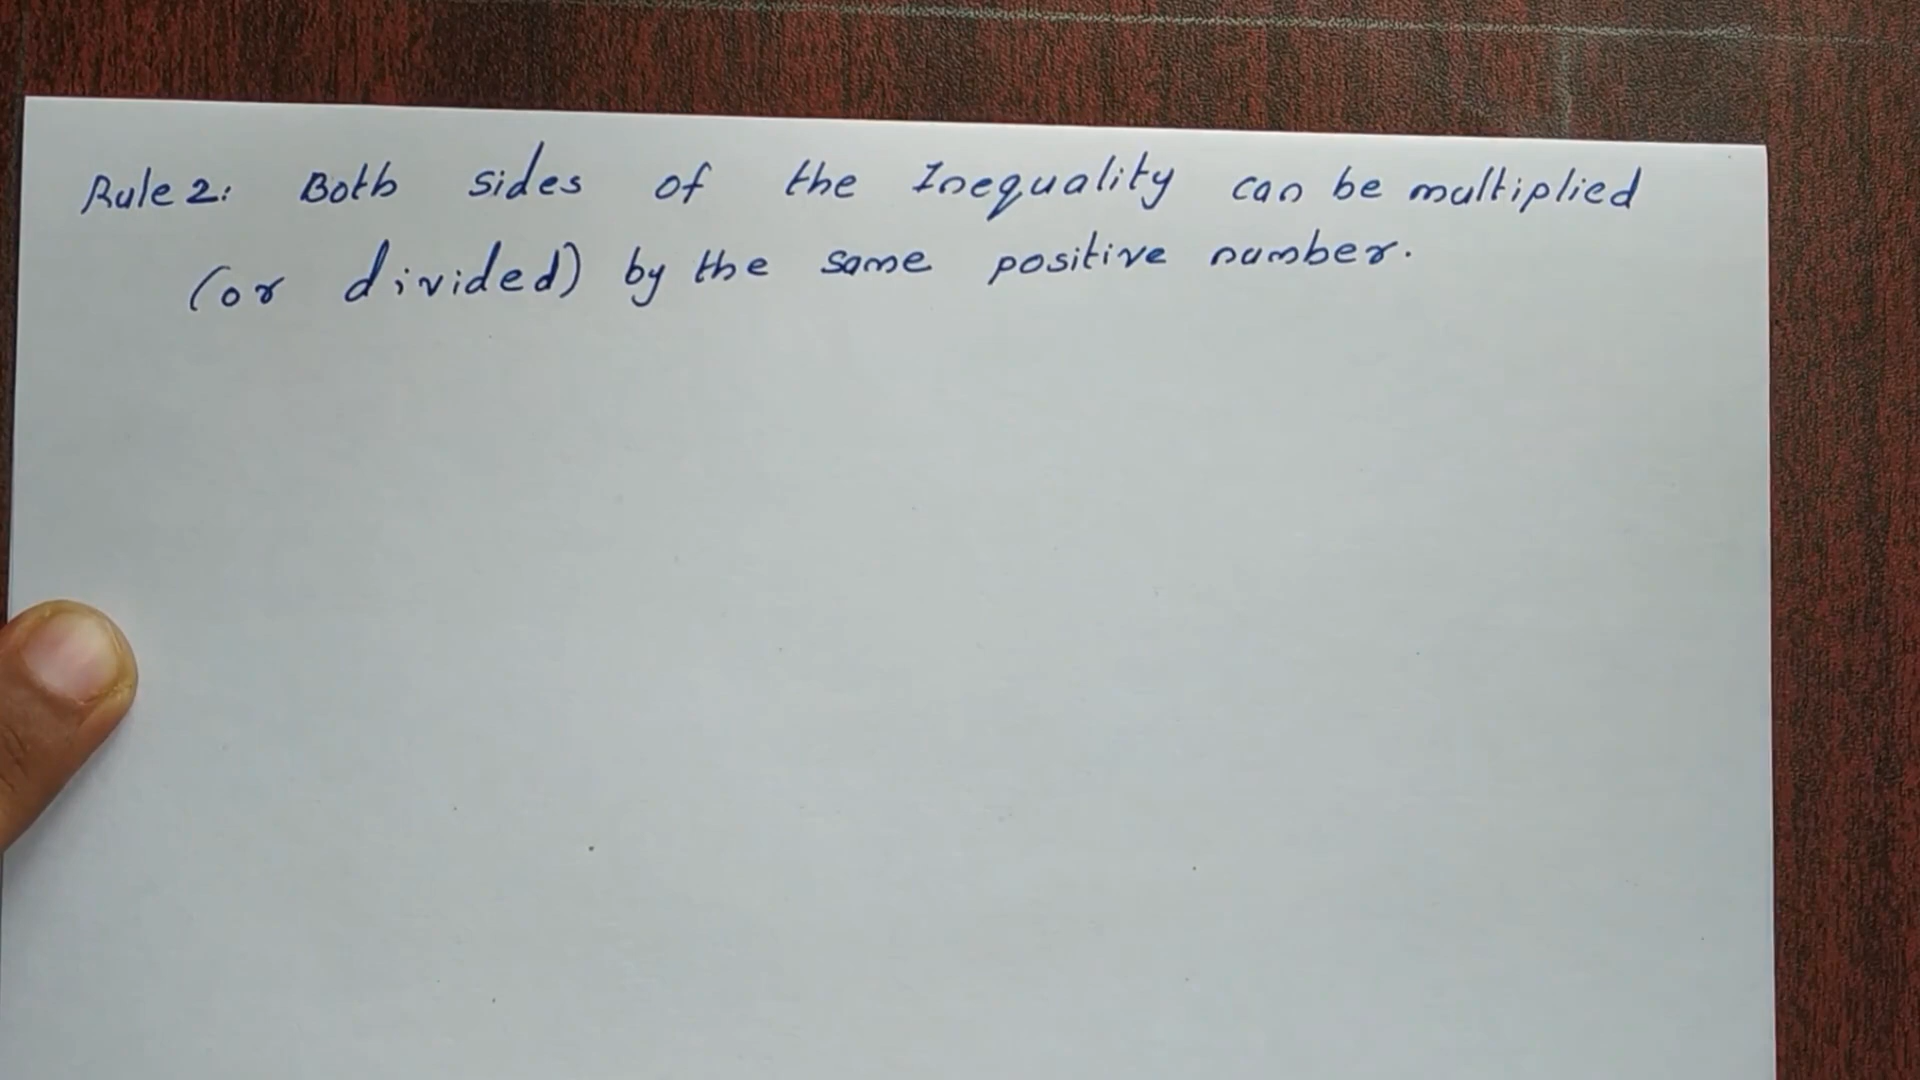 Rule 2: Both sides of the Inequality can be multiplied
(or divided) by the same positive number.